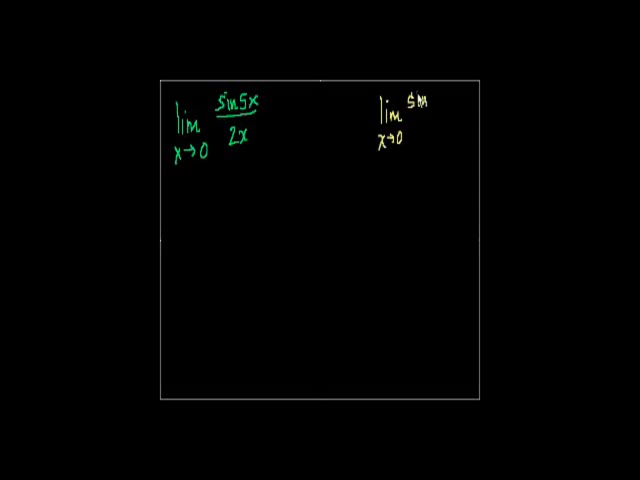 lim sin5x / 2x
x→0
lim sin
x→0